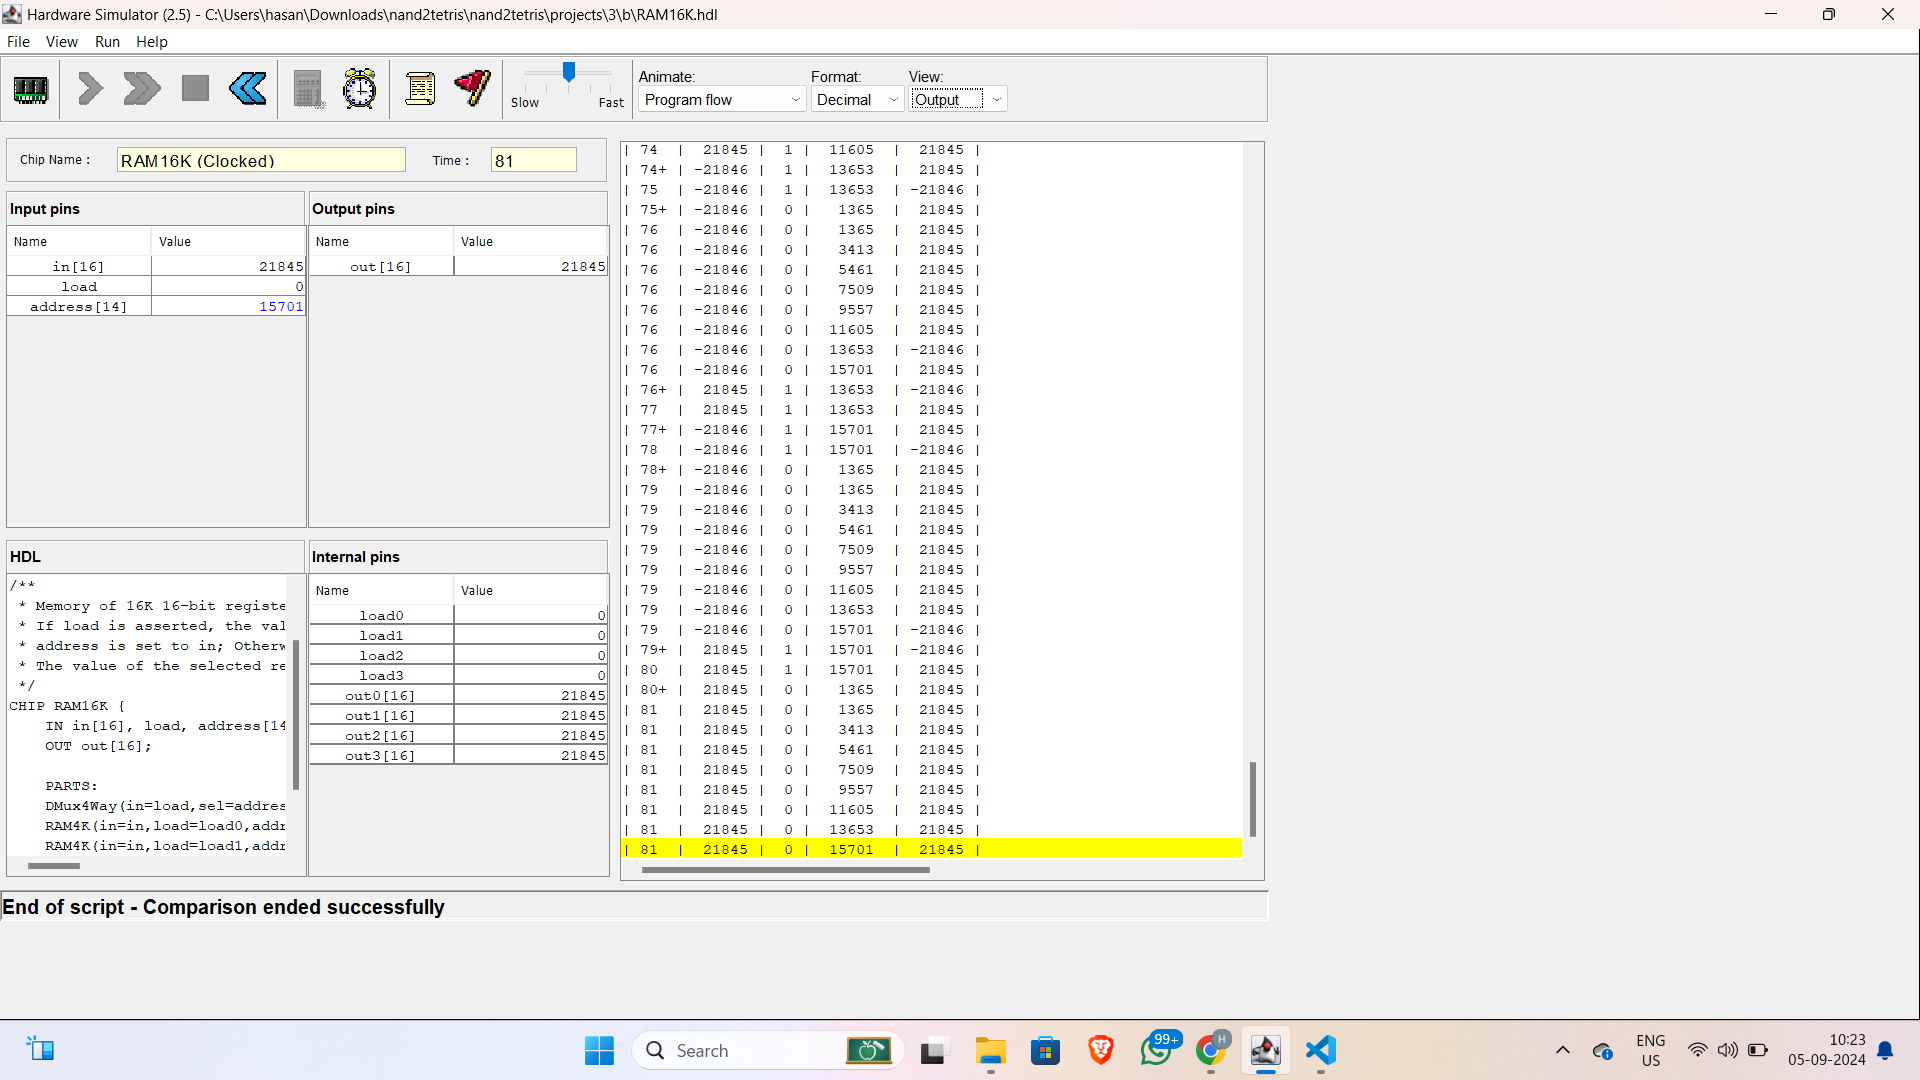 Hardware Simulator (2.5) - C:\Users\hasan\Downloads\nand2tetris\nand2tetris\projects\3\b\RAM16K.hdl
File View Run Help
Slow Fast
Animate: Format: View:
Program flow Decimal Output
Chip Name : RAM16K (Clocked) Time : 81
Input pins
Name Value
in[16] 21845
load 0
address[14] 15701
Output pins
Name Value
out[16] 21845
HDL
/**
* Memory of 16K 16-bit registe
* If load is asserted, the val
* address is set to in; Otherw
* The value of the selected re
*/
CHIP RAM16K {
IN in[16], load, address[14
OUT out[16];
PARTS:
DMux4Way(in=load,sel=addres
RAM4K(in=in,load=load0,addr
RAM4K(in=in,load=load1,addr
Internal pins
Name Value
load0 0
load1 0
load2 0
load3 0
out0[16] 21845
out1[16] 21845
out2[16] 21845
out3[16] 21845
| 74 | 21845 | 1 | 11605 | 21845 |
| 74+ | -21846 | 1 | 13653 | 21845 |
| 75 | -21846 | 1 | 13653 | -21846 |
| 75+ | -21846 | 0 | 1365 | 21845 |
| 76 | -21846 | 0 | 1365 | 21845 |
| 76 | -21846 | 0 | 3413 | 21845 |
| 76 | -21846 | 0 | 5461 | 21845 |
| 76 | -21846 | 0 | 7509 | 21845 |
| 76 | -21846 | 0 | 9557 | 21845 |
| 76 | -21846 | 0 | 11605 | 21845 |
| 76 | -21846 | 0 | 13653 | -21846 |
| 76 | -21846 | 0 | 15701 | 21845 |
| 76+ | 21845 | 1 | 13653 | -21846 |
| 77 | 21845 | 1 | 13653 | 21845 |
| 77+ | -21846 | 1 | 15701 | 21845 |
| 78 | -21846 | 1 | 15701 | -21846 |
| 78+ | -21846 | 0 | 1365 | 21845 |
| 79 | -21846 | 0 | 1365 | 21845 |
| 79 | -21846 | 0 | 3413 | 21845 |
| 79 | -21846 | 0 | 5461 | 21845 |
| 79 | -21846 | 0 | 7509 | 21845 |
| 79 | -21846 | 0 | 9557 | 21845 |
| 79 | -21846 | 0 | 11605 | 21845 |
| 79 | -21846 | 0 | 13653 | 21845 |
| 79 | -21846 | 0 | 15701 | -21846 |
| 79+ | 21845 | 1 | 15701 | -21846 |
| 80 | 21845 | 1 | 15701 | 21845 |
| 80+ | 21845 | 0 | 1365 | 21845 |
| 81 | 21845 | 0 | 1365 | 21845 |
| 81 | 21845 | 0 | 3413 | 21845 |
| 81 | 21845 | 0 | 5461 | 21845 |
| 81 | 21845 | 0 | 7509 | 21845 |
| 81 | 21845 | 0 | 9557 | 21845 |
| 81 | 21845 | 0 | 11605 | 21845 |
| 81 | 21845 | 0 | 13653 | 21845 |
| 81 | 21845 | 0 | 15701 | 21845 |
End of script - Comparison ended successfully
Search
99+
H
ENG
US
10:23
05-09-2024